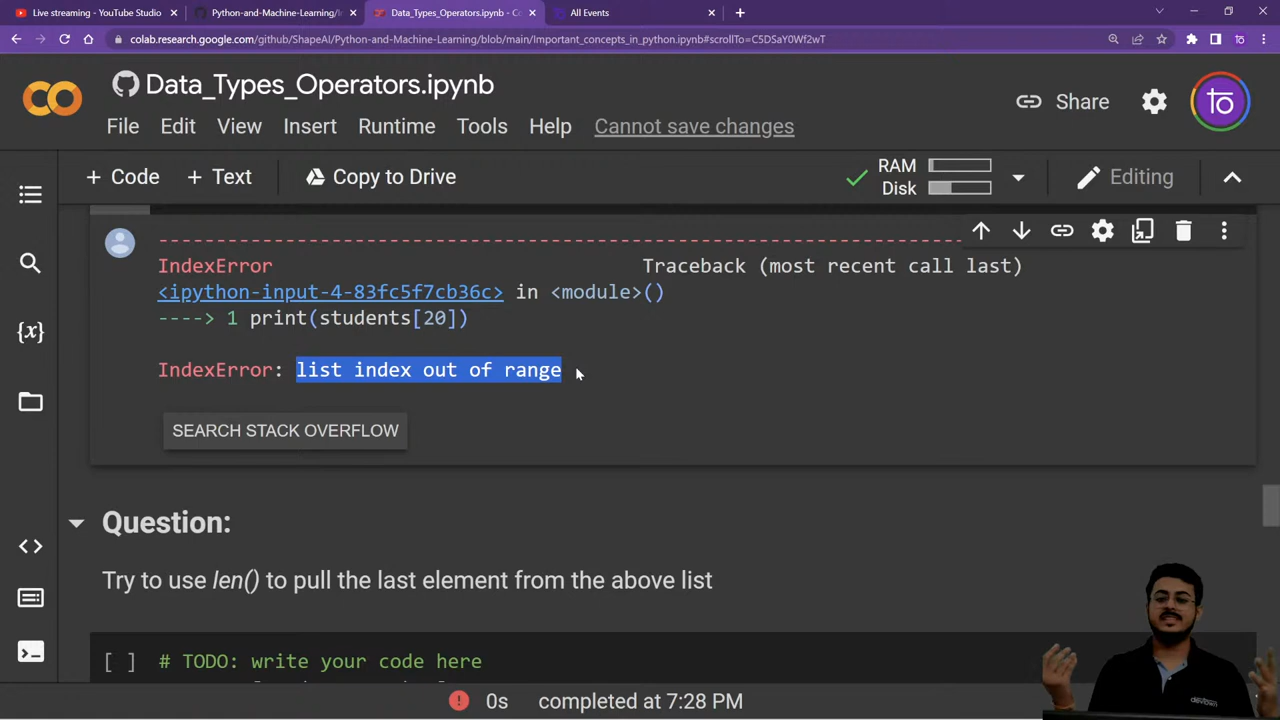 Live streaming - YouTube Studio
Python-and-Machine-Learning/
Data_Types_Operators.ipynb - Co
All Events
colab.research.google.com/github/ShapeAI/Python-and-Machine-Learning/blob/main/Important_concepts_in_python.ipynb#scrollTo=C5DSaY0Wf2wT
CO Data_Types_Operators.ipynb
Share
File Edit View Insert Runtime Tools Help Cannot save changes
+ Code + Text Copy to Drive
RAM
Disk
Editing
--------------------------------------------------------------------
IndexError Traceback (most recent call last)
<ipython-input-4-83fc5f7cb36c> in <module>()
----> 1 print(students[20])
IndexError: list index out of range
SEARCH STACK OVERFLOW
{x}
Question:
Try to use len() to pull the last element from the above list
[ ] # TODO: write your code here
0s completed at 7:28 PM
devtown